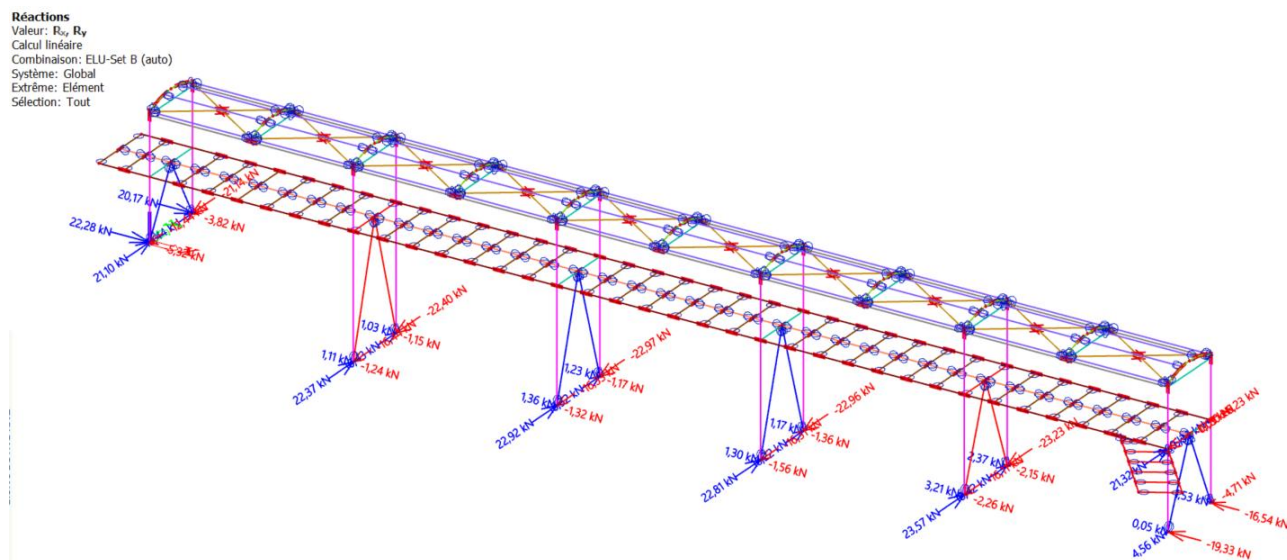 Réactions
Valeur: Rx, Ry
Calcul linéaire
Combinaison: ELU-Set B (auto)
Système: Global
Extrême: Elément
Sélection: Tout
20,17 kN
-3,82 kN
22,28 kN
21,10 kN
-5,92 kN
1,03 kN
-22,40 kN
-1,15 kN
1,11 kN
-1,24 kN
22,37 kN
1,23 kN
-22,97 kN
-1,17 kN
1,36 kN
-1,32 kN
22,92 kN
1,17 kN
-22,96 kN
-1,36 kN
1,30 kN
-1,56 kN
22,81 kN
2,37 kN
-23,23 kN
-2,15 kN
3,21 kN
-2,26 kN
23,57 kN
21,32 kN
-4,71 kN
-16,54 kN
0,05 kN
4,56 kN
-19,33 kN